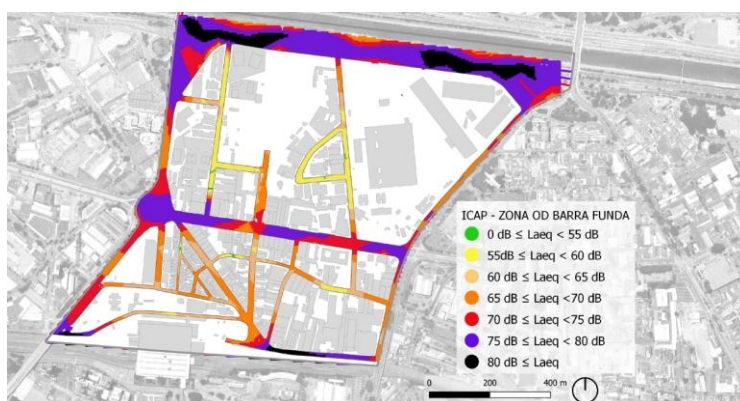 ICAP - ZONA OD BARRA FUNDA
0 dB ≤ Laeq < 55 dB
55dB ≤ Laeq < 60 dB
60 dB ≤ Laeq < 65 dB
65 dB ≤ Laeq <70 dB
70 dB ≤ Laeq <75 dB
75 dB ≤ Laeq < 80 dB
80 dB ≤ Laeq
0 200 400 m